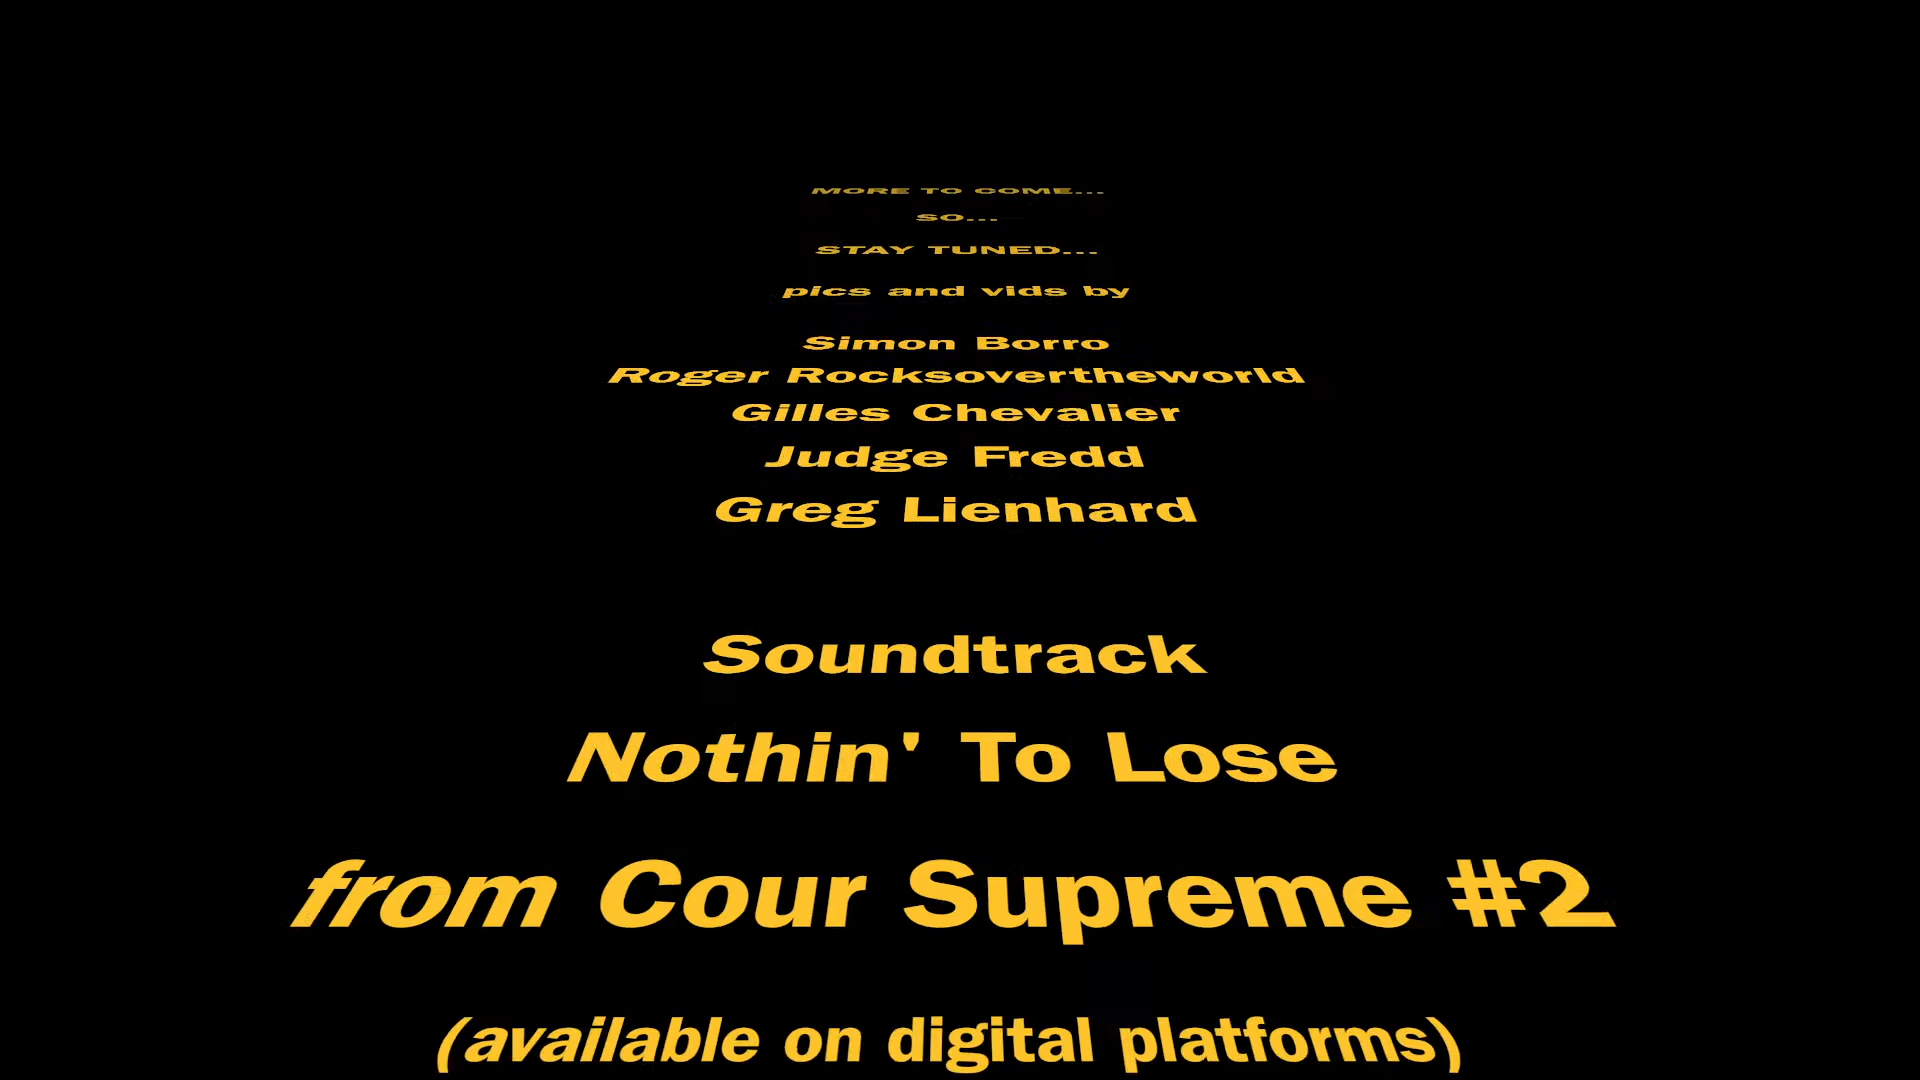 MORE TO COME...
SO...
STAY TUNED...
pics and vids by
Simon Borro
Roger Rocksovertheworld
Gilles Chevalier
Judge Fredd
Greg Lienhard
Soundtrack
Nothin' To Lose
from Cour Supreme #2
(available on digital platforms)